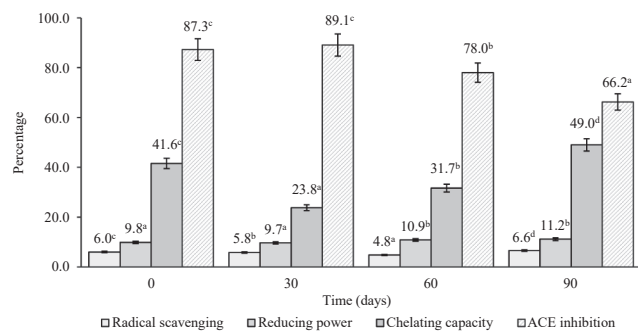 100.0
80.0
60.0
40.0
20.0
0.0
Percentage
6.0ᶜ
9.8ᵃ
41.6ᶜ
87.3ᶜ
5.8ᵇ
9.7ᵃ
23.8ᵃ
89.1ᶜ
4.8ᵃ
10.9ᵇ
31.7ᵇ
78.0ᵇ
6.6ᵈ
11.2ᵇ
49.0ᵈ
66.2ᵃ
0 30 60 90
Time (days)
Radical scavenging Reducing power Chelating capacity ACE inhibition